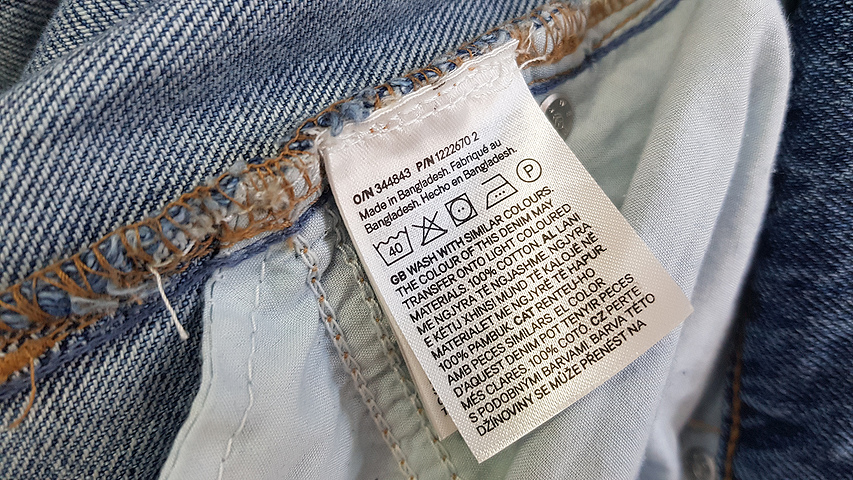 O/N 344843 P/N 1222670 2
Made in Bangladesh. Fabriqué au
Bangladesh. Hecho en Bangladesh.
40 P
GB WASH WITH SIMILAR COLOURS.
THE COLOUR OF THIS DENIM MAY
TRANSFER ONTO LIGHT COLOURED
MATERIALS. 100% COTTON. AL LANI
ME NGJYRA TË NGJASHME. NGJYRA
E KËTIJ XHINSI MUND TË KALOJË NË
MATERIALET ME NGJYRË TË HAPUR.
100% PAMBUK. CAT RENTEU-HO
AMB PECES SIMILARS. EL COLOR
D'AQUEST DENIM POT TENYIR PECES
MÉS CLARES. 100% COTÓ. CZ PERTE
S PODOBNÝMI BARVAMI. BARVA TÉTO
DŽÍNOVINY SE MŮŽE PŘENÉST NA